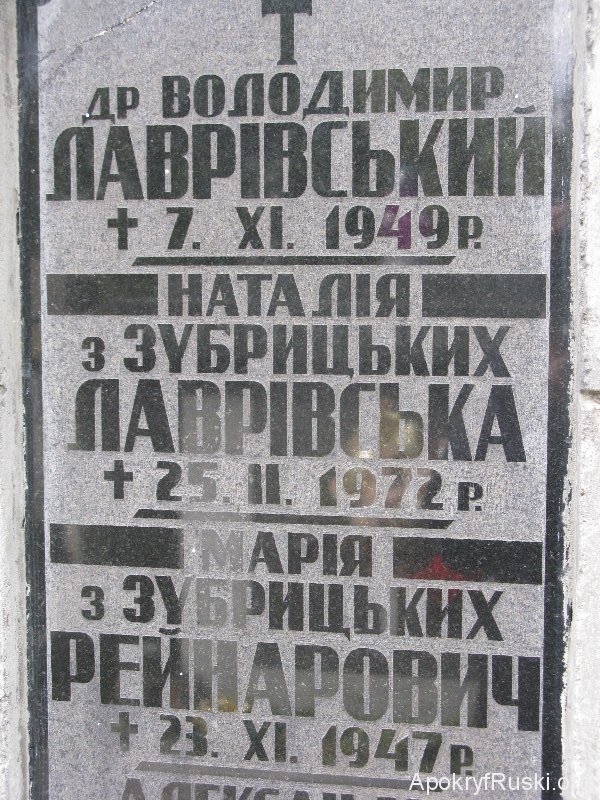 др Володимир
Лаврівський
† 7. XI. 1949 р.
Наталія
з Зубрицьких
Лаврівська
† 25. II. 1972 р.
Марія
з Зубрицьких
Рейнарович
† 23. XI. 1947 р.
ApokryfRuski.o